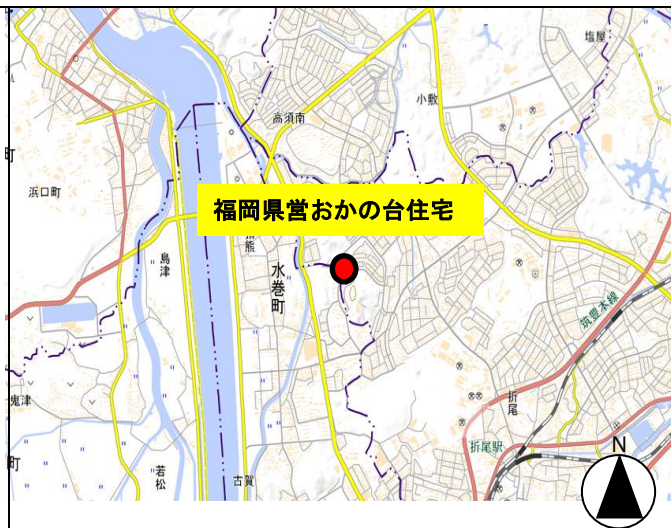 塩屋
小敷
高須南
町
浜口町
福岡県営おかの台住宅
熊
島津
水巻町
筑豊本線
折尾
鬼津
折尾駅
町
若松
古賀
N